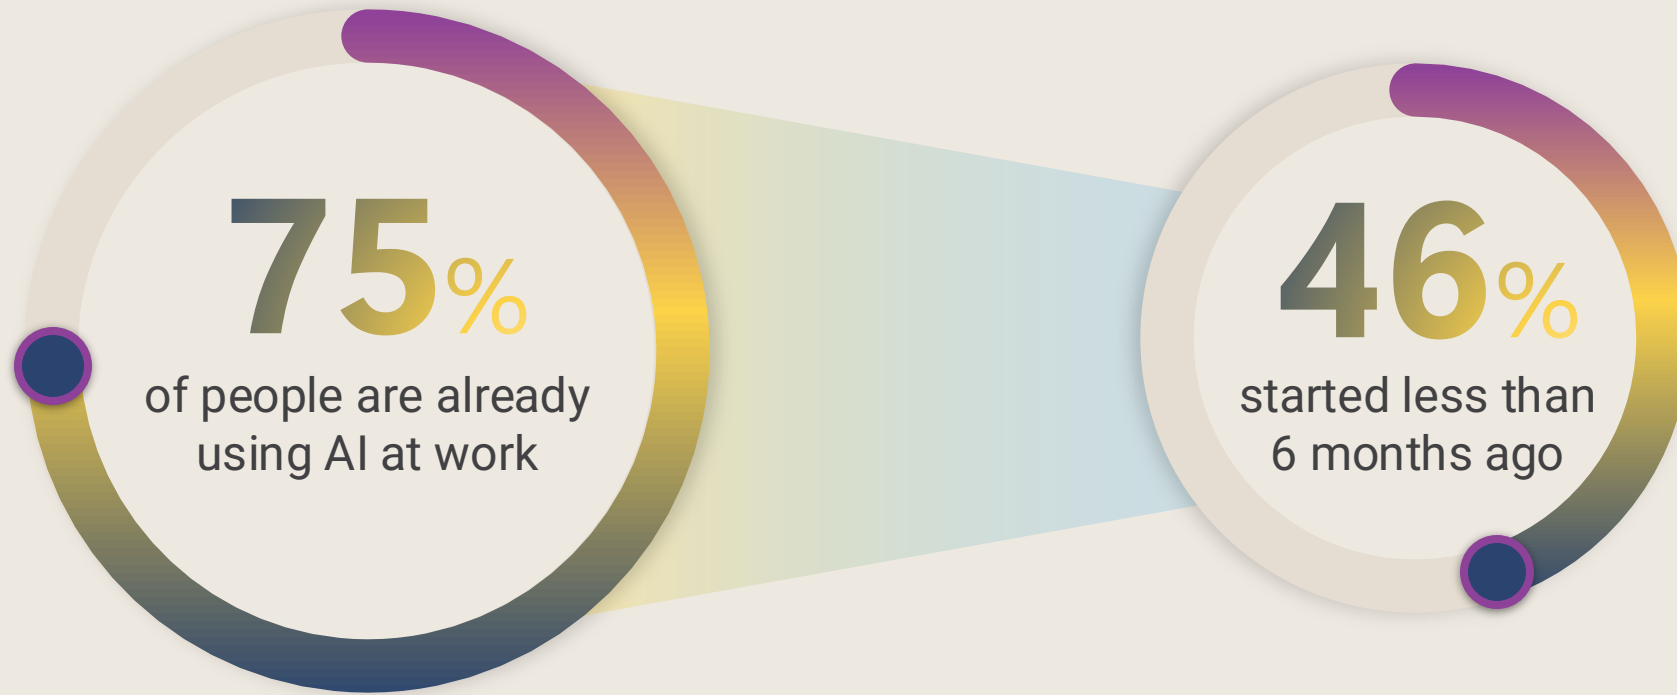 75%
of people are already
using AI at work
46%
started less than
6 months ago